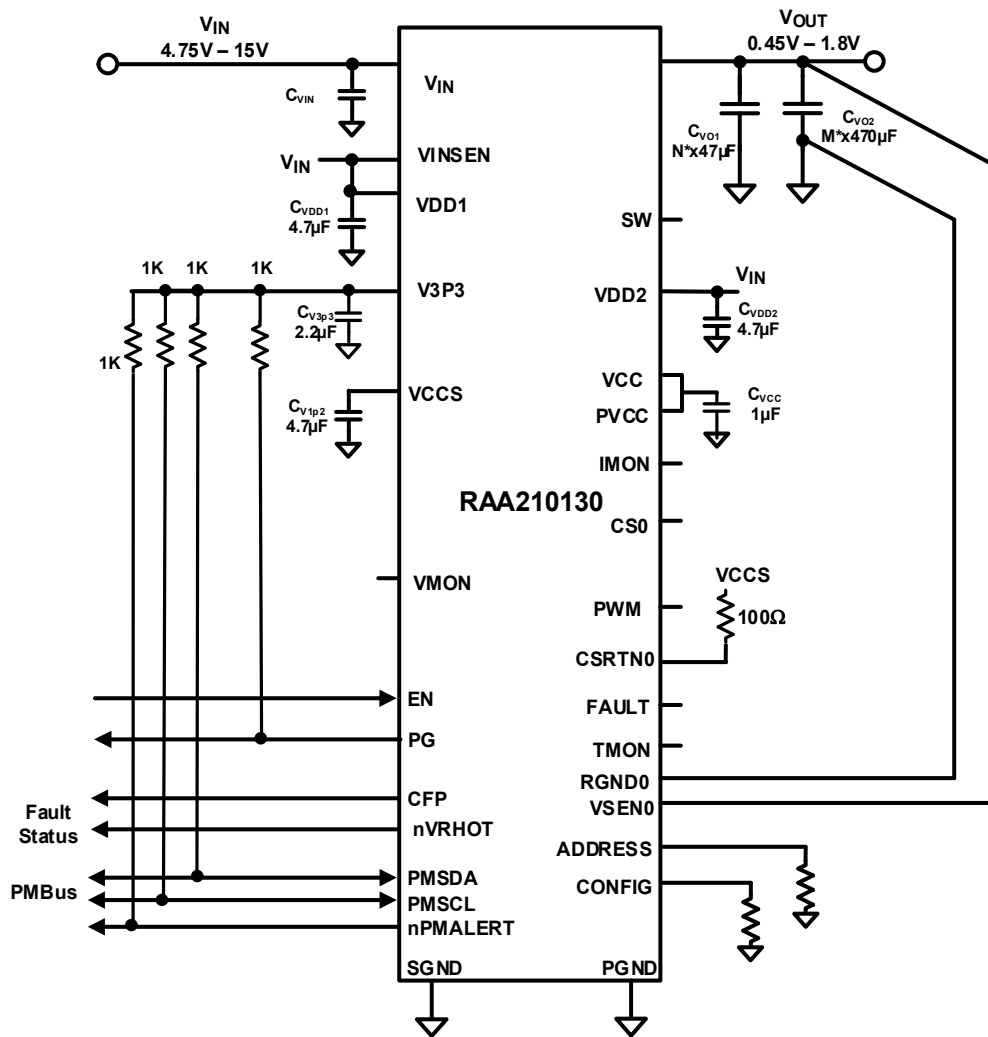 VIN
4.75V – 15V
CVIN
VIN
VIN
VINSEN
CVDD1
4.7µF
VDD1
1K
1K
1K
1K
V3P3
CV3p3
2.2µF
VCCS
CV1p2
4.7µF
VMON
EN
PG
CFP
Fault
Status
nVRHOT
PMBus
PMSDA
PMSCL
nPMALERT
SGND
PGND
RAA210130
VOUT
0.45V – 1.8V
CVO1
N*x47µF
CVO2
M*x470µF
SW
VDD2
VIN
CVDD2
4.7µF
VCC
PVCC
CVCC
1µF
IMON
CS0
VCCS
100Ω
PWM
CSRTN0
FAULT
TMON
RGND0
VSEN0
ADDRESS
CONFIG